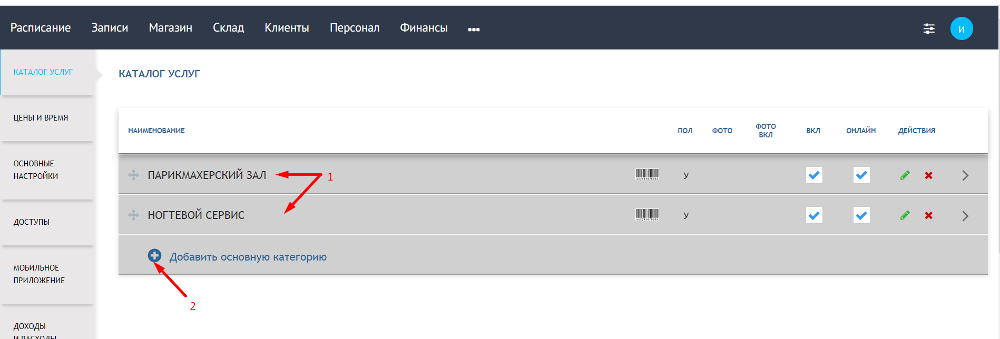 Расписание Записи Магазин Склад Клиенты Персонал Финансы ... И
КАТАЛОГ УСЛУГ
ЦЕНЫ И ВРЕМЯ
ОСНОВНЫЕ
НАСТРОЙКИ
ДОСТУПЫ
МОБИЛЬНОЕ
ПРИЛОЖЕНИЕ
ДОХОДЫ
И РАСХОДЫ
КАТАЛОГ УСЛУГ
НАИМЕНОВАНИЕ ПОЛ ФОТО ФОТО ВКЛ ВКЛ ОНЛАЙН ДЕЙСТВИЯ
ПАРИКМАХЕРСКИЙ ЗАЛ 1 У
НОГТЕВОЙ СЕРВИС У
Добавить основную категорию
2